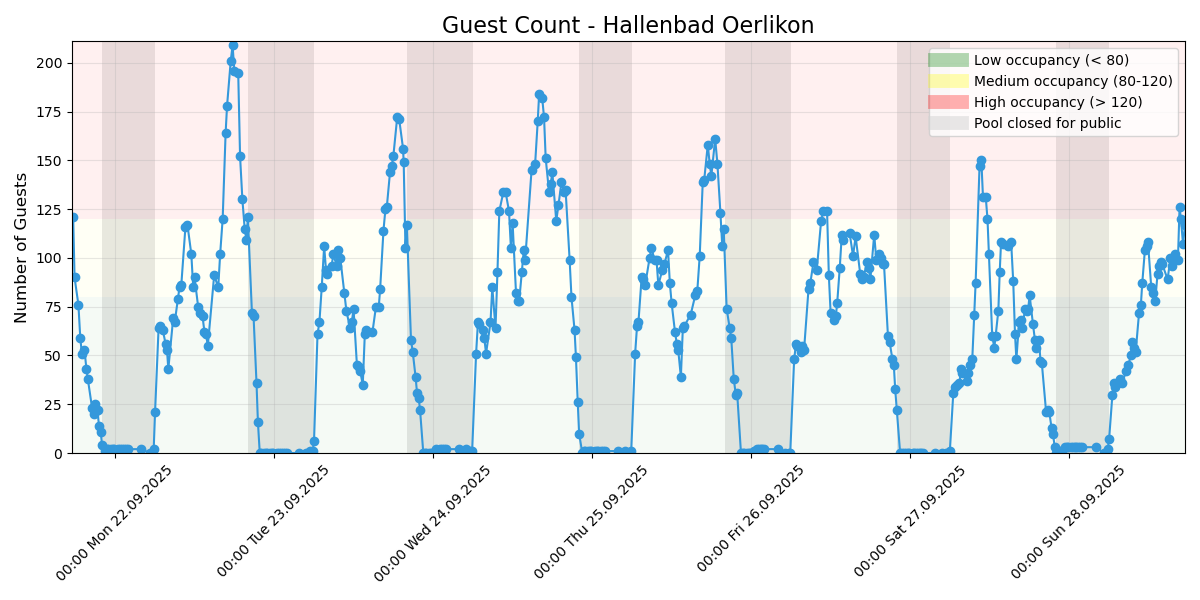 Guest Count - Hallenbad Oerlikon
Number of Guests
200
175
150
125
100
75
50
25
0
Low occupancy (< 80)
Medium occupancy (80-120)
High occupancy (> 120)
Pool closed for public
00:00 Mon 22.09.2025
00:00 Tue 23.09.2025
00:00 Wed 24.09.2025
00:00 Thu 25.09.2025
00:00 Fri 26.09.2025
00:00 Sat 27.09.2025
00:00 Sun 28.09.2025